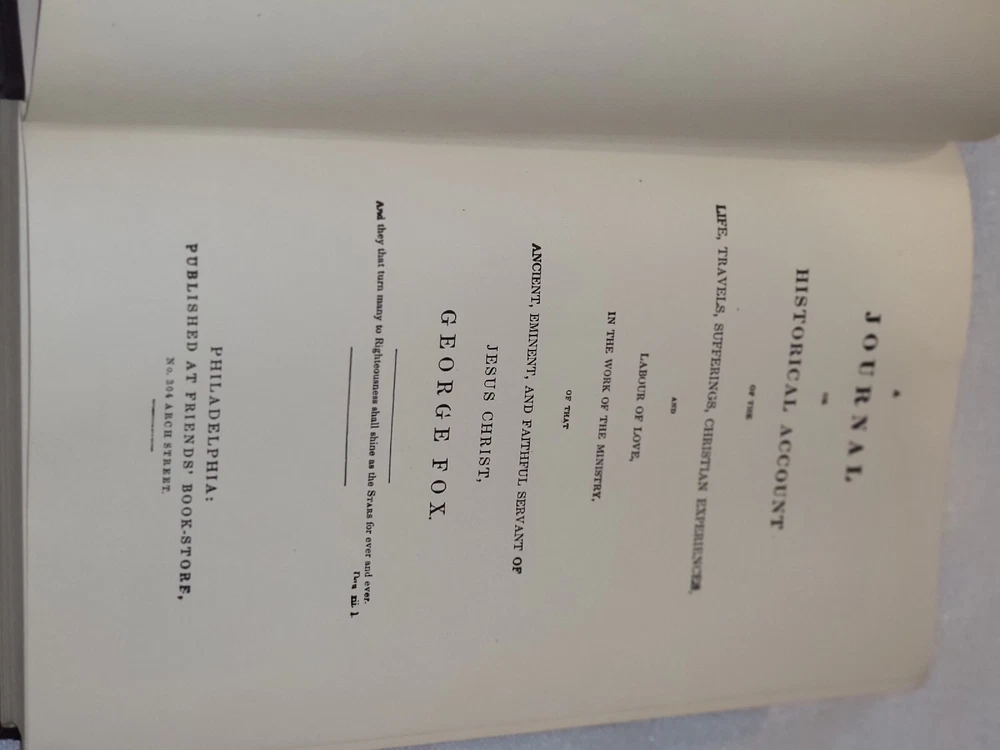 A
JOURNAL
OR
HISTORICAL ACCOUNT
OF THE
LIFE, TRAVELS, SUFFERINGS, CHRISTIAN EXPERIENCES,
AND
LABOUR OF LOVE,
IN THE WORK OF THE MINISTRY,
OF THAT
ANCIENT, EMINENT, AND FAITHFUL SERVANT OF
JESUS CHRIST,
GEORGE FOX.
And they that turn many to Righteousness shall shine as the STARS for ever and ever.
xii. 
PHILADELPHIA:
PUBLISHED AT FRIENDS' BOOK-STORE,
No. 304 ARCH STREET.